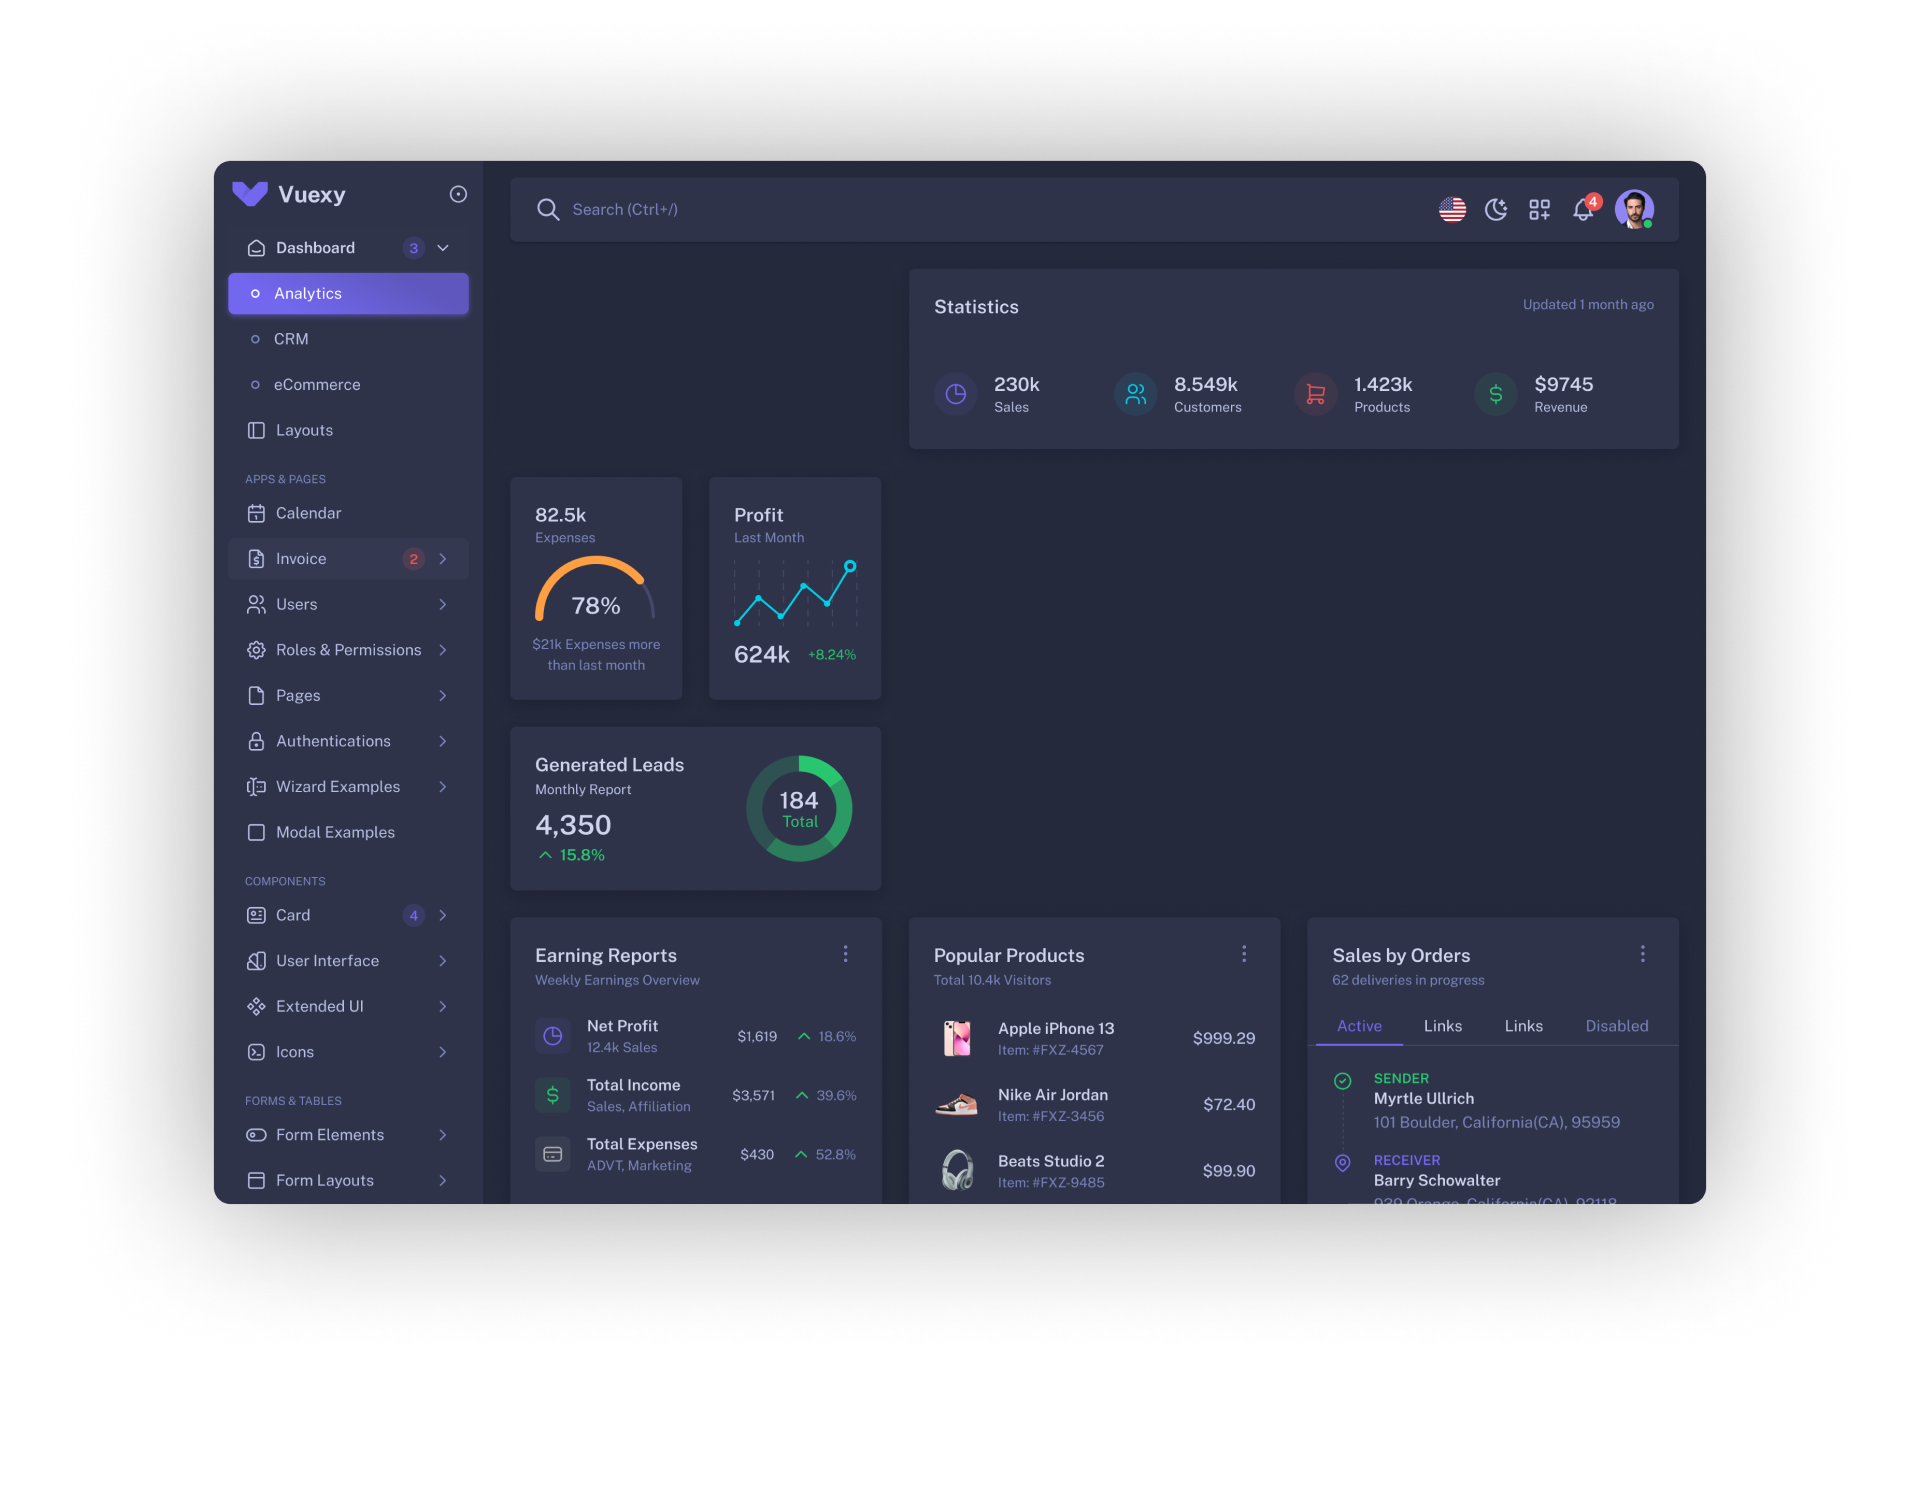 Vuexy
Dashboard 3
Analytics
CRM
eCommerce
Layouts
APPS & PAGES
Calendar
Invoice 2
Users
Roles & Permissions
Pages
Authentications
Wizard Examples
Modal Examples
COMPONENTS
Card 4
User Interface
Extended UI
Icons
FORMS & TABLES
Form Elements
Form Layouts
Search (Ctrl+/)
4
Statistics
Updated 1 month ago
230k
Sales
8.549k
Customers
1.423k
Products
$9745
Revenue
82.5k
Expenses
78%
$21k Expenses more
than last month
Profit
Last Month
624k +8.24%
Generated Leads
Monthly Report
4,350
15.8%
184
Total
Earning Reports
Weekly Earnings Overview
Net Profit
12.4k Sales
$1,619 18.6%
Total Income
Sales, Affiliation
$3,571 39.6%
Total Expenses
ADVT, Marketing
$430 52.8%
Popular Products
Total 10.4k Visitors
Apple iPhone 13
Item: #FXZ-4567
$999.29
Nike Air Jordan
Item: #FXZ-3456
$72.40
Beats Studio 2
Item: #FXZ-9485
$99.90
Sales by Orders
62 deliveries in progress
Active Links Links Disabled
SENDER
Myrtle Ullrich
101 Boulder, California(CA), 95959
RECEIVER
Barry Schowalter
939 Orange, California(CA), 92118